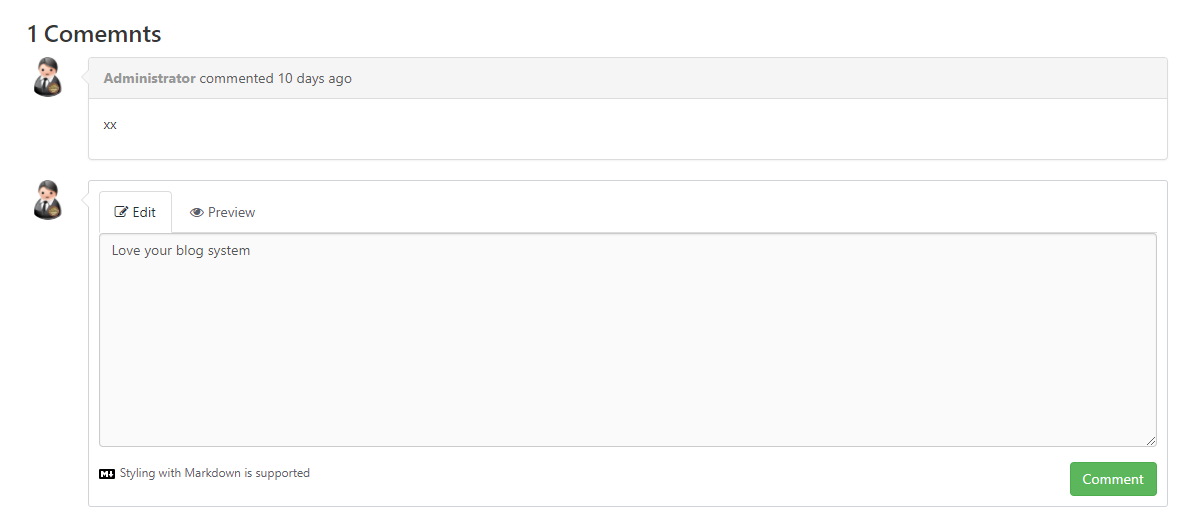 1 Comemnts
Administrator commented 10 days ago
xx
Edit Preview
Love your blog system
Styling with Markdown is supported
Comment